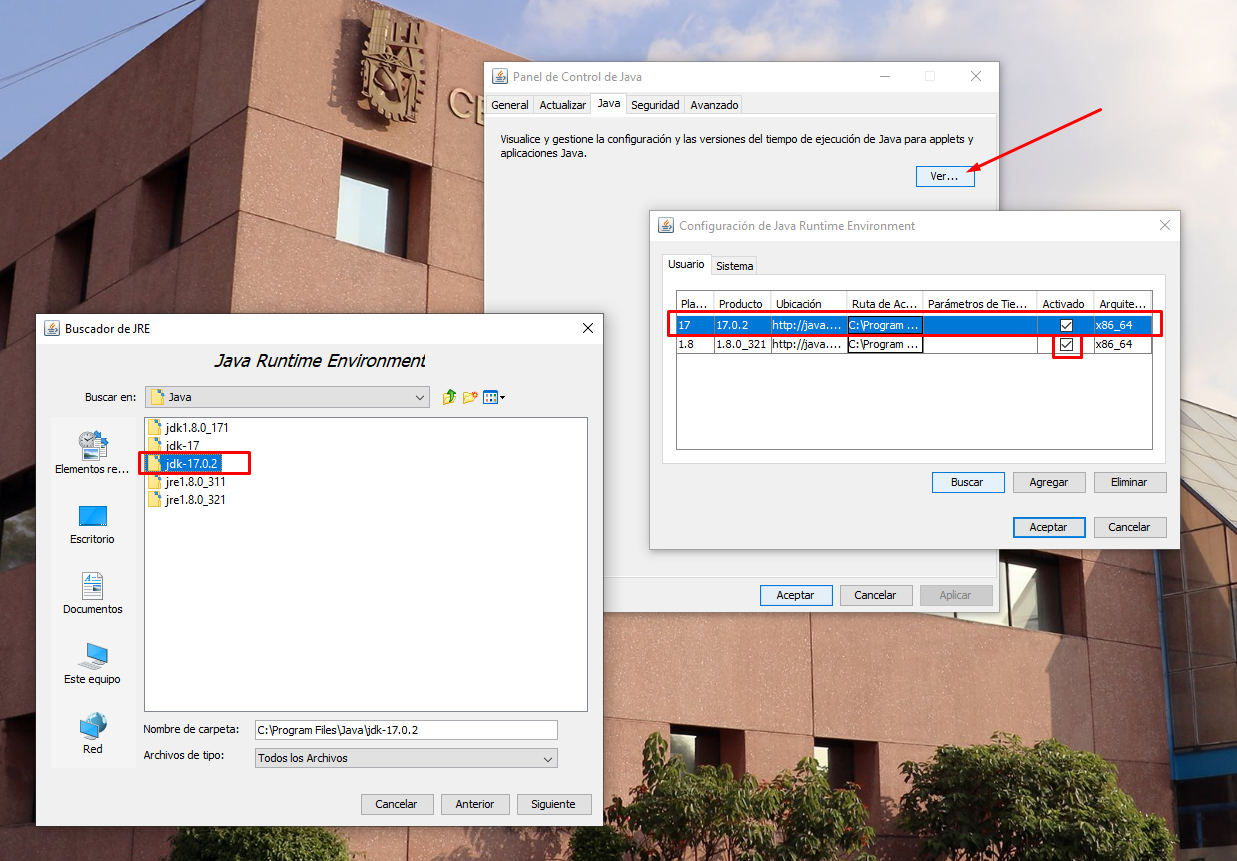 IPN
Panel de Control de Java
General Actualizar Java Seguridad Avanzado
Visualice y gestione la configuración y las versiones del tiempo de ejecución de Java para applets y
aplicaciones Java.
Ver...
Configuración de Java Runtime Environment
Usuario Sistema
Pla... Producto Ubicación Ruta de Ac... Parámetros de Tie... Activado Arquite...
17 17.0.2 http://java.... C:\Program ... x86_64
1.8 1.8.0_321 http://java.... C:\Program ... x86_64
Buscar Agregar Eliminar
Aceptar Cancelar
Aceptar Cancelar Aplicar
Buscador de JRE
Java Runtime Environment
Buscar en: Java
Elementos re...
Escritorio
Documentos
Este equipo
Red
jdk1.8.0_171
jdk-17
jdk-17.0.2
jre1.8.0_311
jre1.8.0_321
Nombre de carpeta: C:\Program Files\Java\jdk-17.0.2
Archivos de tipo: Todos los Archivos
Cancelar Anterior Siguiente